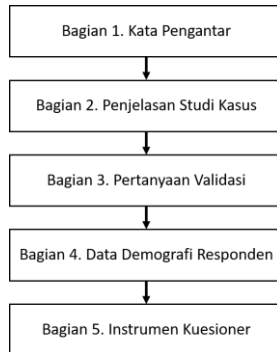 Bagian 1. Kata Pengantar
Bagian 2. Penjelasan Studi Kasus
Bagian 3. Pertanyaan Validasi
Bagian 4. Data Demografi Responden
Bagian 5. Instrumen Kuesioner